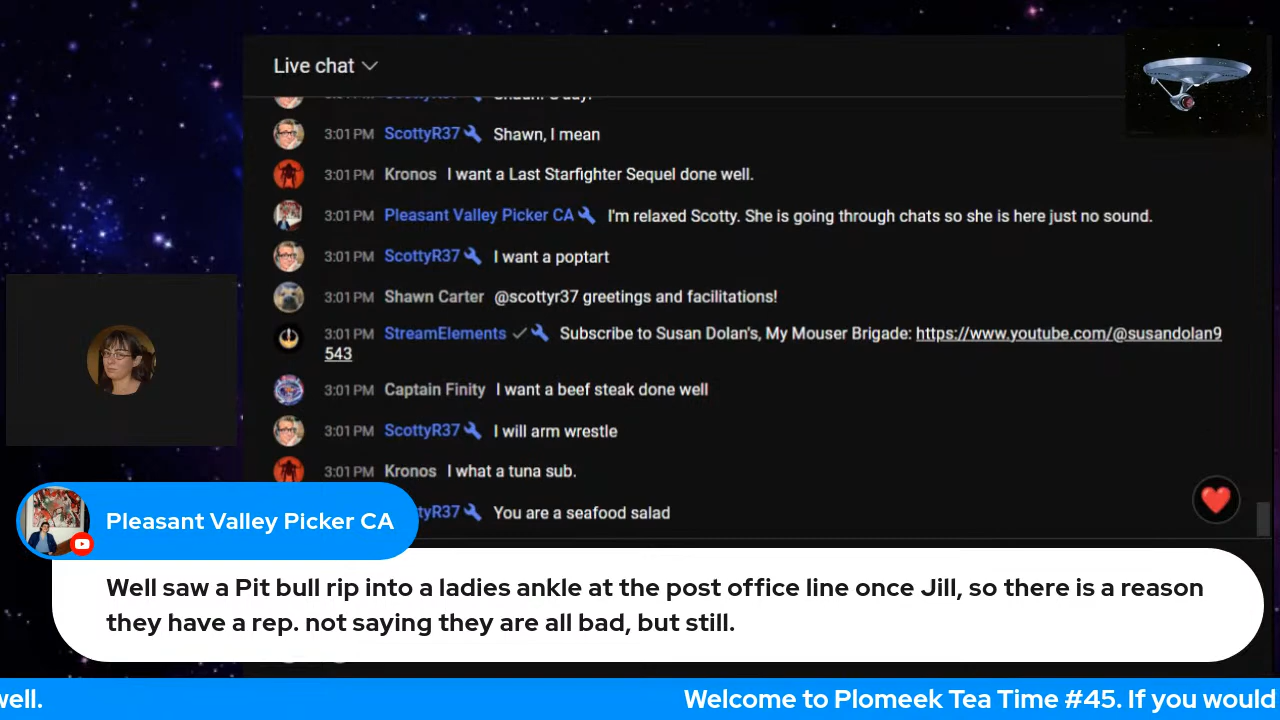 Live chat
3:01 PM ScottyR37 Shawn, I mean
3:01 PM Kronos I want a Last Starfighter Sequel done well.
3:01 PM Pleasant Valley Picker CA I'm relaxed Scotty. She is going through chats so she is here just no sound.
3:01 PM ScottyR37 I want a poptart
3:01 PM Shawn Carter @scottyr37 greetings and facilitations!
3:01 PM StreamElements Subscribe to Susan Dolan's, My Mouser Brigade: https://www.youtube.com/@susandolan9
543
3:01 PM Captain Finity I want a beef steak done well
3:01 PM ScottyR37 I will arm wrestle
3:01 PM Kronos I what a tuna sub.
ttyR37 You are a seafood salad
Pleasant Valley Picker CA
Well saw a Pit bull rip into a ladies ankle at the post office line once Jill, so there is a reason
they have a rep. not saying they are all bad, but still.
well. Welcome to Plomeek Tea Time #45. If you would